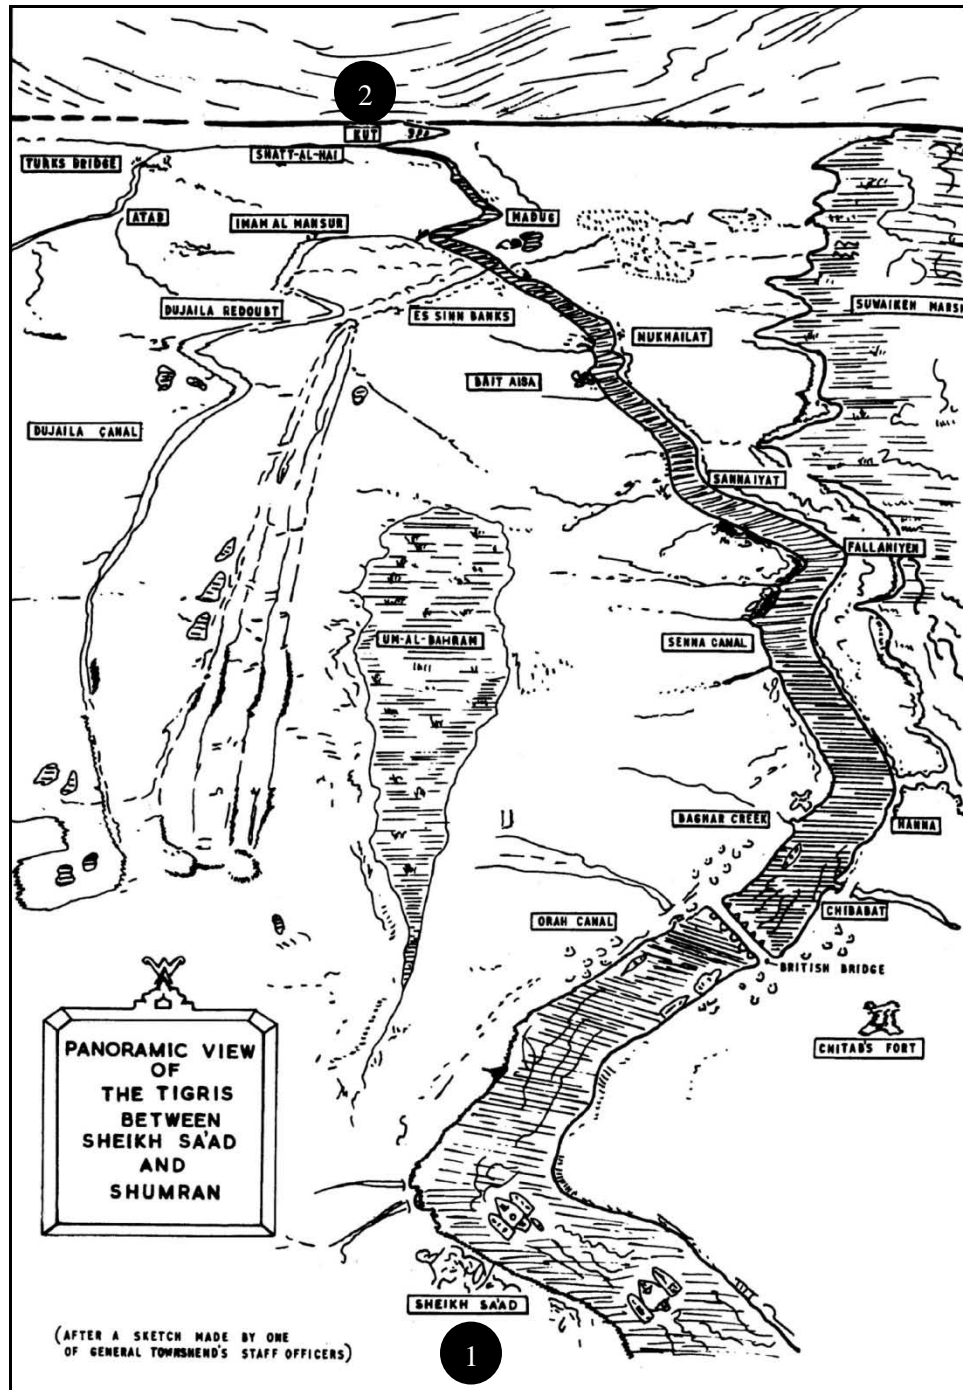 2
KUT
SHATT-AL-HAI
TURKS BRIDGE
ATAB
IMAM AL MANSUR
MADUG
DUJAILA REDOUBT
ES SINN BANKS
SUWAIKEH MARSH
MUKHAILAT
BAIT AISA
DUJAILA CANAL
SANNAIYAT
FALLAHIYEH
UM-AL-BAHRAM
SENNA CANAL
DAGHAR CREEK
HANNA
ORAH CANAL
CHIBABAT
BRITISH BRIDGE
CHITAB'S FORT
PANORAMIC VIEW
OF
THE TIGRIS
BETWEEN
SHEIKH SA'AD
AND
SHUMRAN
SHEIKH SA'AD
(AFTER A SKETCH MADE BY ONE
OF GENERAL TOWNSHEND'S STAFF OFFICERS)
1